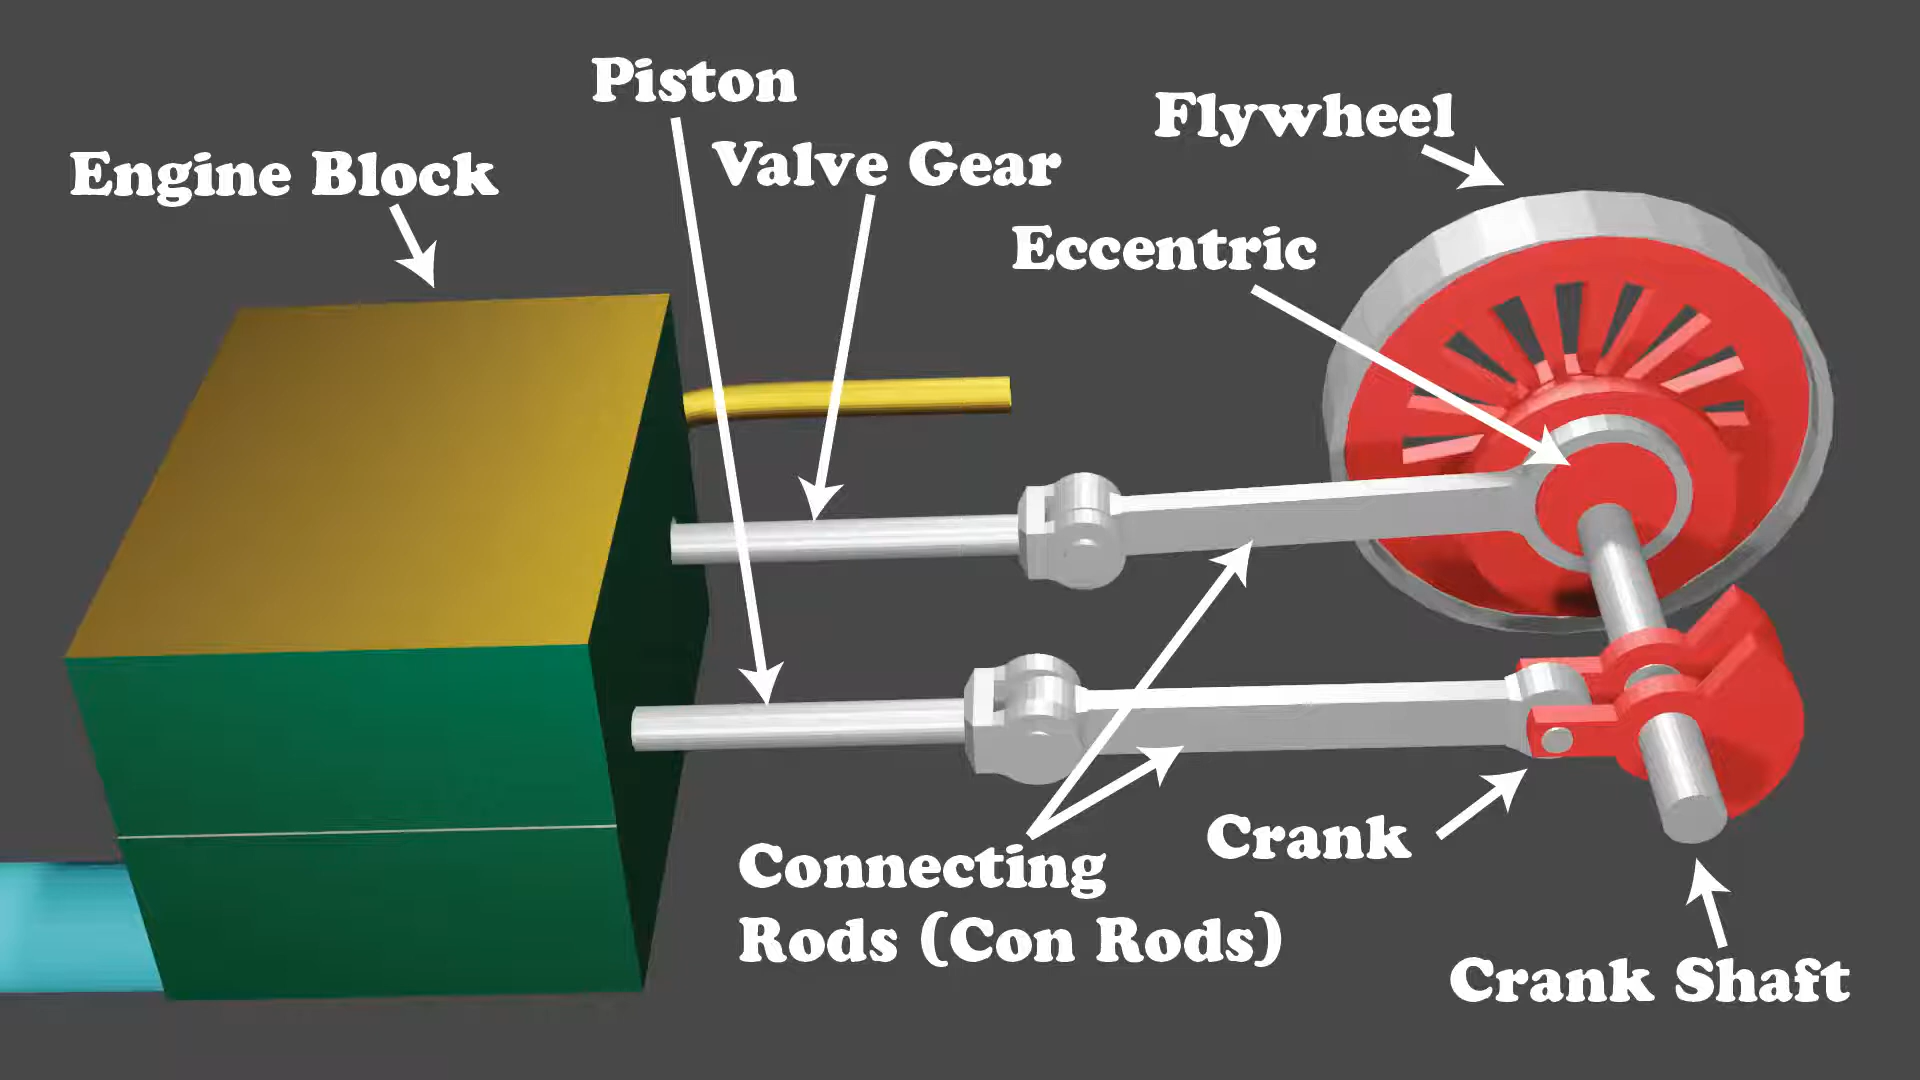 Piston
Flywheel
Valve Gear
Engine Block
Eccentric
Connecting
Rods (Con Rods)
Crank
Crank Shaft